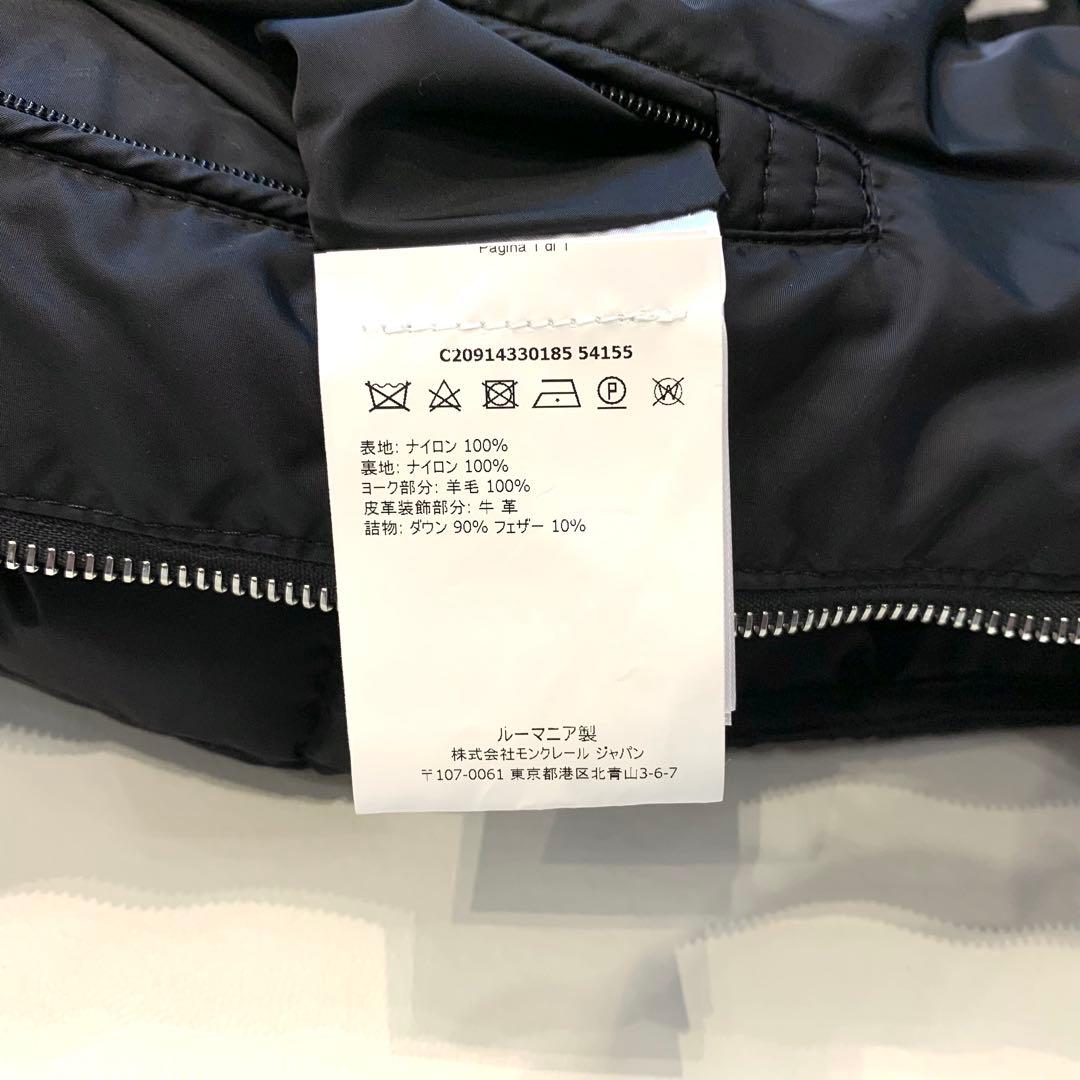 Pagina 1 di 1
C20914330185 54155
P W
表地: ナイロン 100%
裏地: ナイロン 100%
ヨーク部分: 羊毛 100%
皮革装飾部分: 牛 革
詰物: ダウン 90% フェザー 10%
ルーマニア製
株式会社モンクレール ジャパン
〒107-0061 東京都港区北青山3-6-7